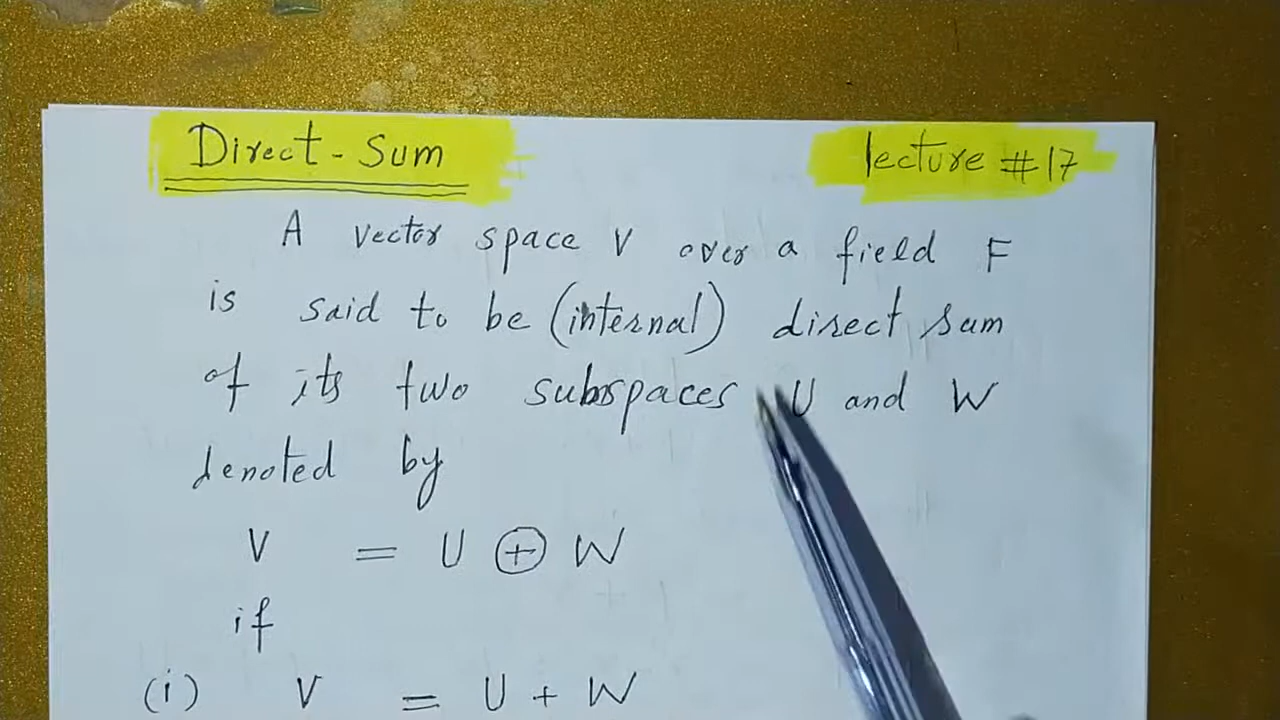 Direct - Sum
lecture # 17
A vector space V over a field F
is said to be (internal) direct sum
of its two subspaces U and W
denoted by
V = U ⊕ W
if
(i) V = U + W